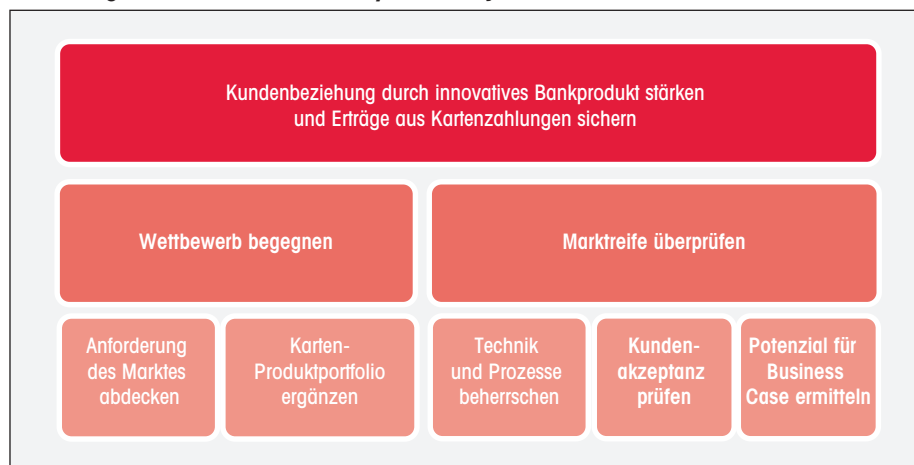 Kundenbeziehung durch innovatives Bankprodukt stärken
und Erträge aus Kartenzahlungen sichern
Wettbewerb begegnen
Marktreife überprüfen
Anforderung
des Marktes
abdecken
Karten-
Produktportfolio
ergänzen
Technik
und Prozesse
beherrschen
Kunden-
akzeptanz
prüfen
Potenzial für
Business
Case ermitteln